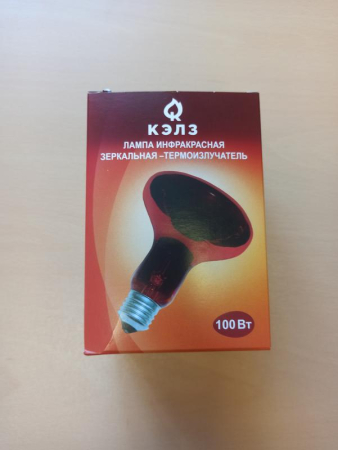 КЭЛЗ
ЛАМПА ИНФРАКРАСНАЯ
ЗЕРКАЛЬНАЯ –ТЕРМОИЗЛУЧАТЕЛЬ
100 Вт